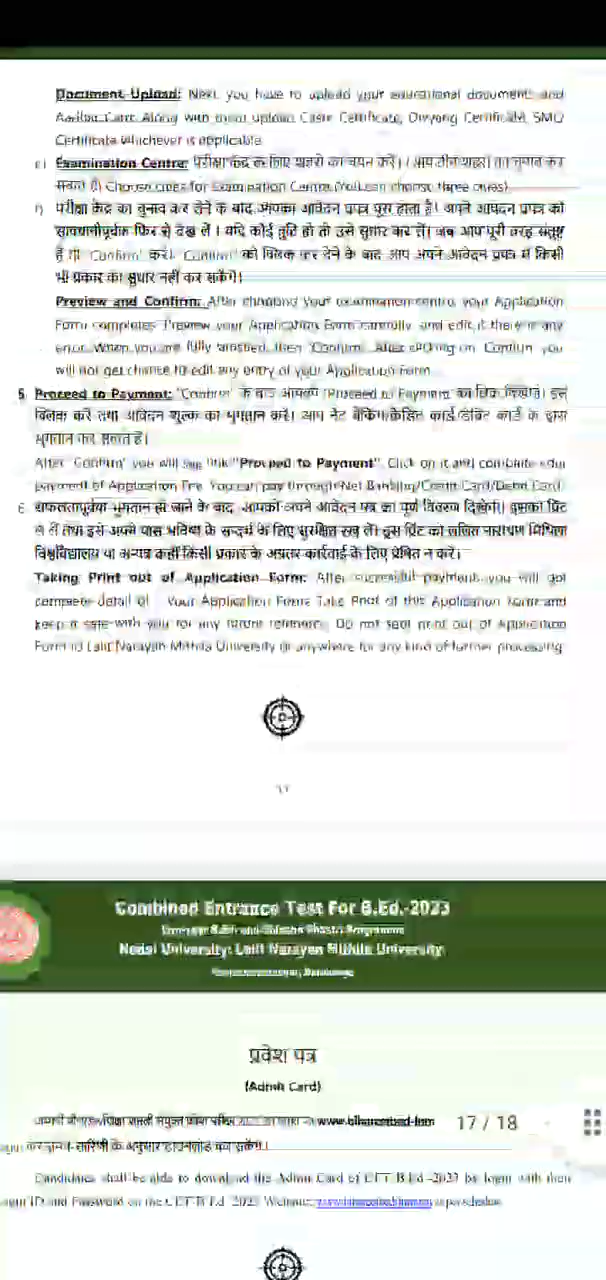 Document Upload: Next, you have to upload your educational documents and
Aadhar Card. Along with these upload Caste Certificate, Divyang Certificate, SMQ
Certificate whichever is applicable.
e) Examination Centre: परीक्षा केंद्र के लिए शहरों का चयन करें। (आप तीन शहरों का चुनाव कर
सकते हैं) Choose cities for Examination Centre. (You can choose three ones)
f) परीक्षा केंद्र का चुनाव कर लेने के बाद आपका आवेदन प्रपत्र पूरा होता है। अपने आवेदन प्रपत्र को
सावधानीपूर्वक फिर से देख लें। यदि कोई त्रुटि हो तो उसे सुधार कर लें। जब आप पूरी तरह संतुष्ट
हों तो 'Confirm' करें। 'Confirm' को क्लिक कर देने के बाद आप अपने आवेदन प्रपत्र में किसी
भी प्रकार का सुधार नहीं कर सकेंगे।
Preview and Confirm: After choosing your examination centre, your Application
Form completes. Preview your Application Form carefully and edit, if there is any
error. When you are fully satisfied, then 'Confirm'. After clicking on 'Confirm' you
will not get chance to edit any entry of your Application Form.
5. Proceed to Payment: 'Confirm' के बाद आपको 'Proceed to Payment' का लिंक दिखेगा। इसे
क्लिक करें तथा आवेदन शुल्क का भुगतान करें। आप नेट बैंकिंग/क्रेडिट कार्ड/डेबिट कार्ड के द्वारा
भुगतान कर सकते हैं।
After 'Confirm' you will see link "Proceed to Payment". Click on it and complete your
payment of Application Fee. You can pay through Net Banking/Credit Card/Debit Card.
6. सफलतापूर्वक भुगतान हो जाने के बाद आपको अपने आवेदन पत्र का पूर्ण विवरण दिखेगा। इसका प्रिंट
ले लें तथा इसे अपने पास भविष्य के सन्दर्भ के लिए सुरक्षित रख लें। इस प्रिंट को ललित नारायण मिथिला
विश्वविद्यालय या अन्यत्र कहीं किसी प्रकार के अग्रतर कार्रवाई के लिए प्रेषित न करें।
Taking Print out of Application Form: After successful payment, you will get
complete detail of Your Application Form. Take Print of this Application form and
keep it safe with you for any future reference. Do not send print out of Application
Form to Lalit Narayan Mithila University or anywhere for any kind of further processing.
17
Combined Entrance Test For B.Ed.-2023
Nodal University: Lalit Narayan Mithila University
प्रवेश पत्र
(Admit Card)
17 / 18
के अनुसार डाउनलोड कर सकेंगे।
Candidates shall be able to download the Admit Card of CET-B.Ed.-2023 by login with their
ID and Password on the CET-B.Ed.-2023 Website: